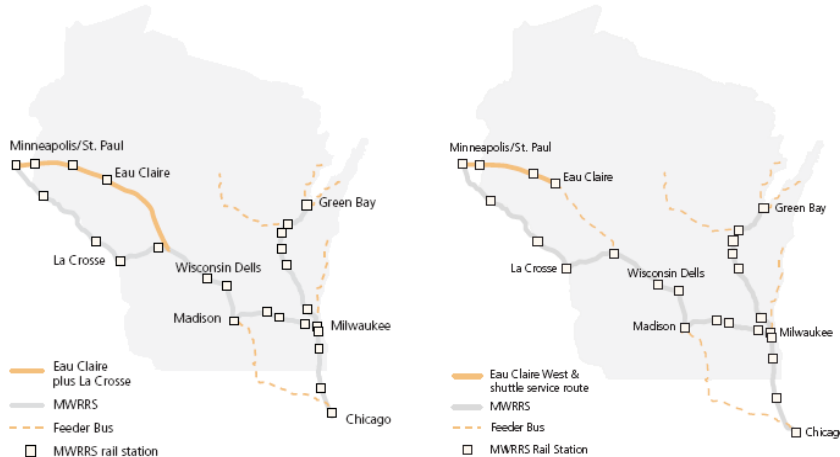 Minneapolis/St. Paul
Eau Claire
Green Bay
La Crosse
Wisconsin Dells
Madison
Milwaukee
Chicago
Eau Claire
plus La Crosse
MWRRS
Feeder Bus
MWRRS rail station
Minneapolis/St. Paul
Eau Claire
Green Bay
La Crosse
Wisconsin Dells
Madison
Milwaukee
Chicago
Eau Claire West &
shuttle service route
MWRRS
Feeder Bus
MWRRS Rail Station